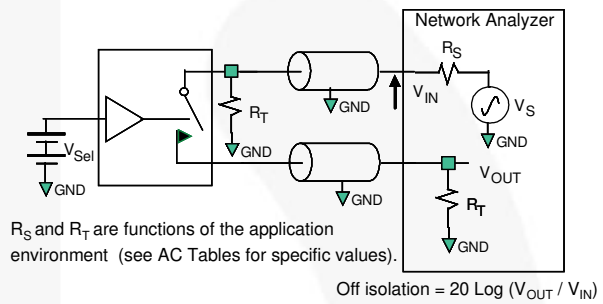 Network Analyzer
R_S
V_IN
V_S
GND
R_T
GND
GND
GND
V_Sel
GND
V_OUT
R_T
GND
GND
R_S and R_T are functions of the application
environment (see AC Tables for specific values).
Off isolation = 20 Log (V_OUT / V_IN)